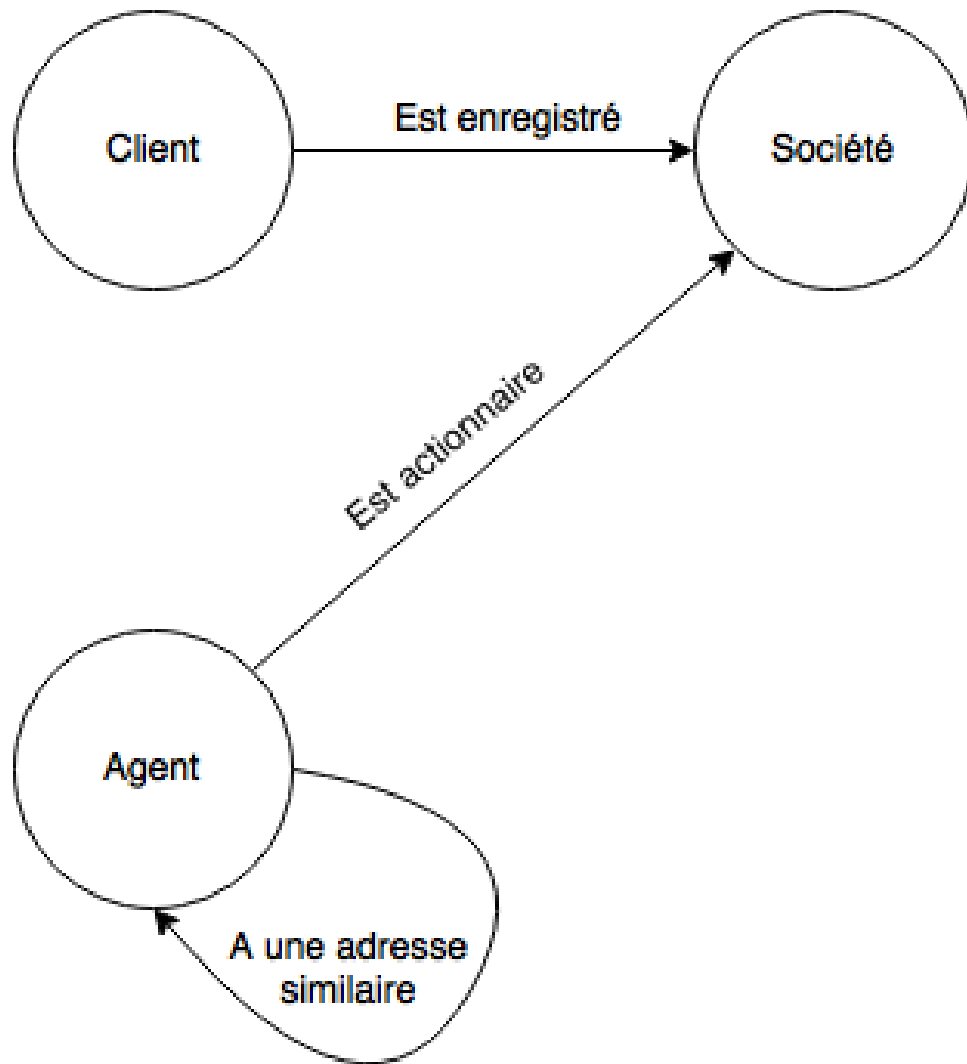 Client
Est enregistré
Société
Est actionnaire
Agent
A une adresse
similaire